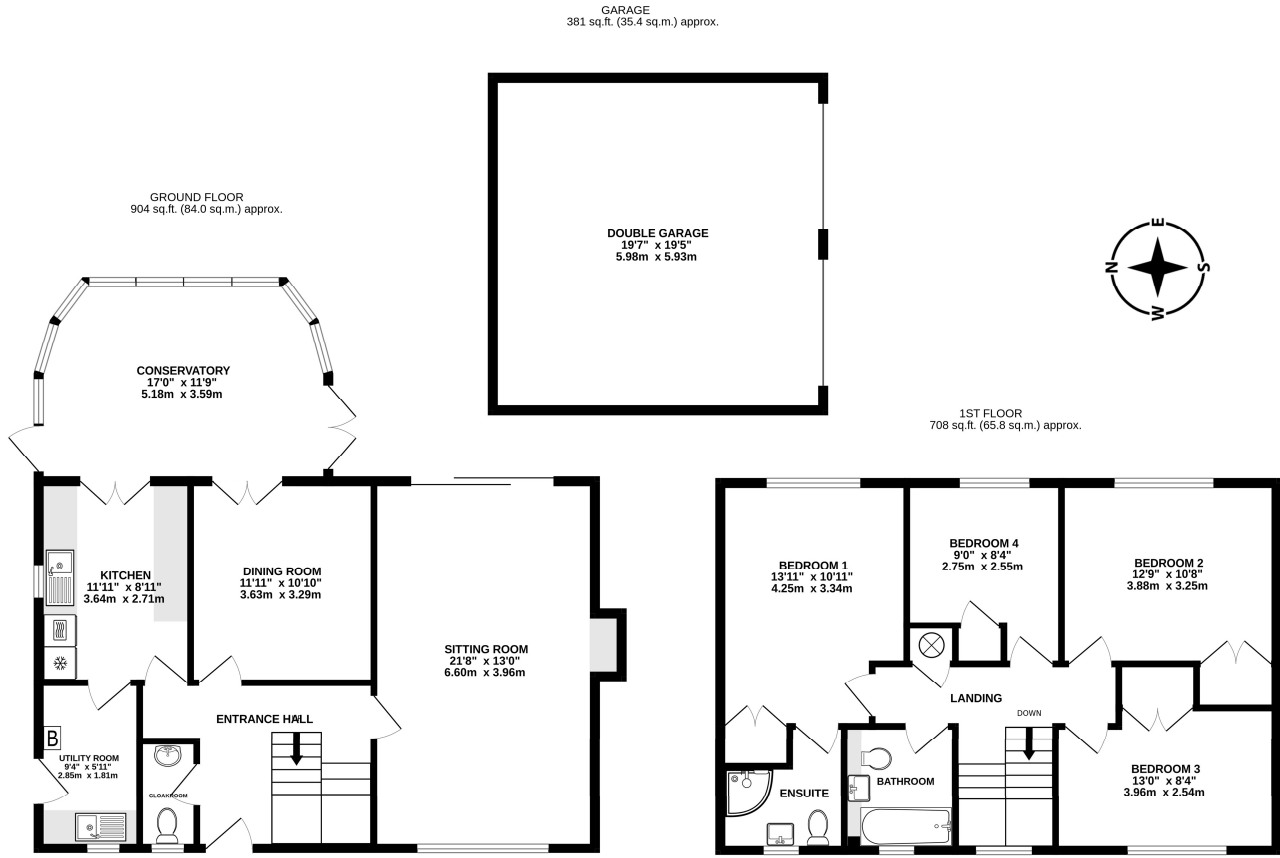 GARAGE
381 sq.ft. (35.4 sq.m.) approx.
DOUBLE GARAGE
19'7" x 19'5"
5.98m x 5.93m
GROUND FLOOR
904 sq.ft. (84.0 sq.m.) approx.
E
N
S
W
CONSERVATORY
17'0" x 11'9"
5.18m x 3.59m
KITCHEN
11'11" x 8'11"
3.64m x 2.71m
DINING ROOM
11'11" x 10'10"
3.63m x 3.29m
SITTING ROOM
21'8" x 13'0"
6.60m x 3.96m
ENTRANCE HALL
B
UTILITY ROOM
9'4" x 5'11"
2.85m x 1.81m
CLOAKROOM
1ST FLOOR
708 sq.ft. (65.8 sq.m.) approx.
BEDROOM 1
13'11" x 10'11"
4.25m x 3.34m
BEDROOM 4
9'0" x 8'4"
2.75m x 2.55m
BEDROOM 2
12'9" x 10'8"
3.88m x 3.25m
LANDING
DOWN
ENSUITE
BATHROOM
BEDROOM 3
13'0" x 8'4"
3.96m x 2.54m